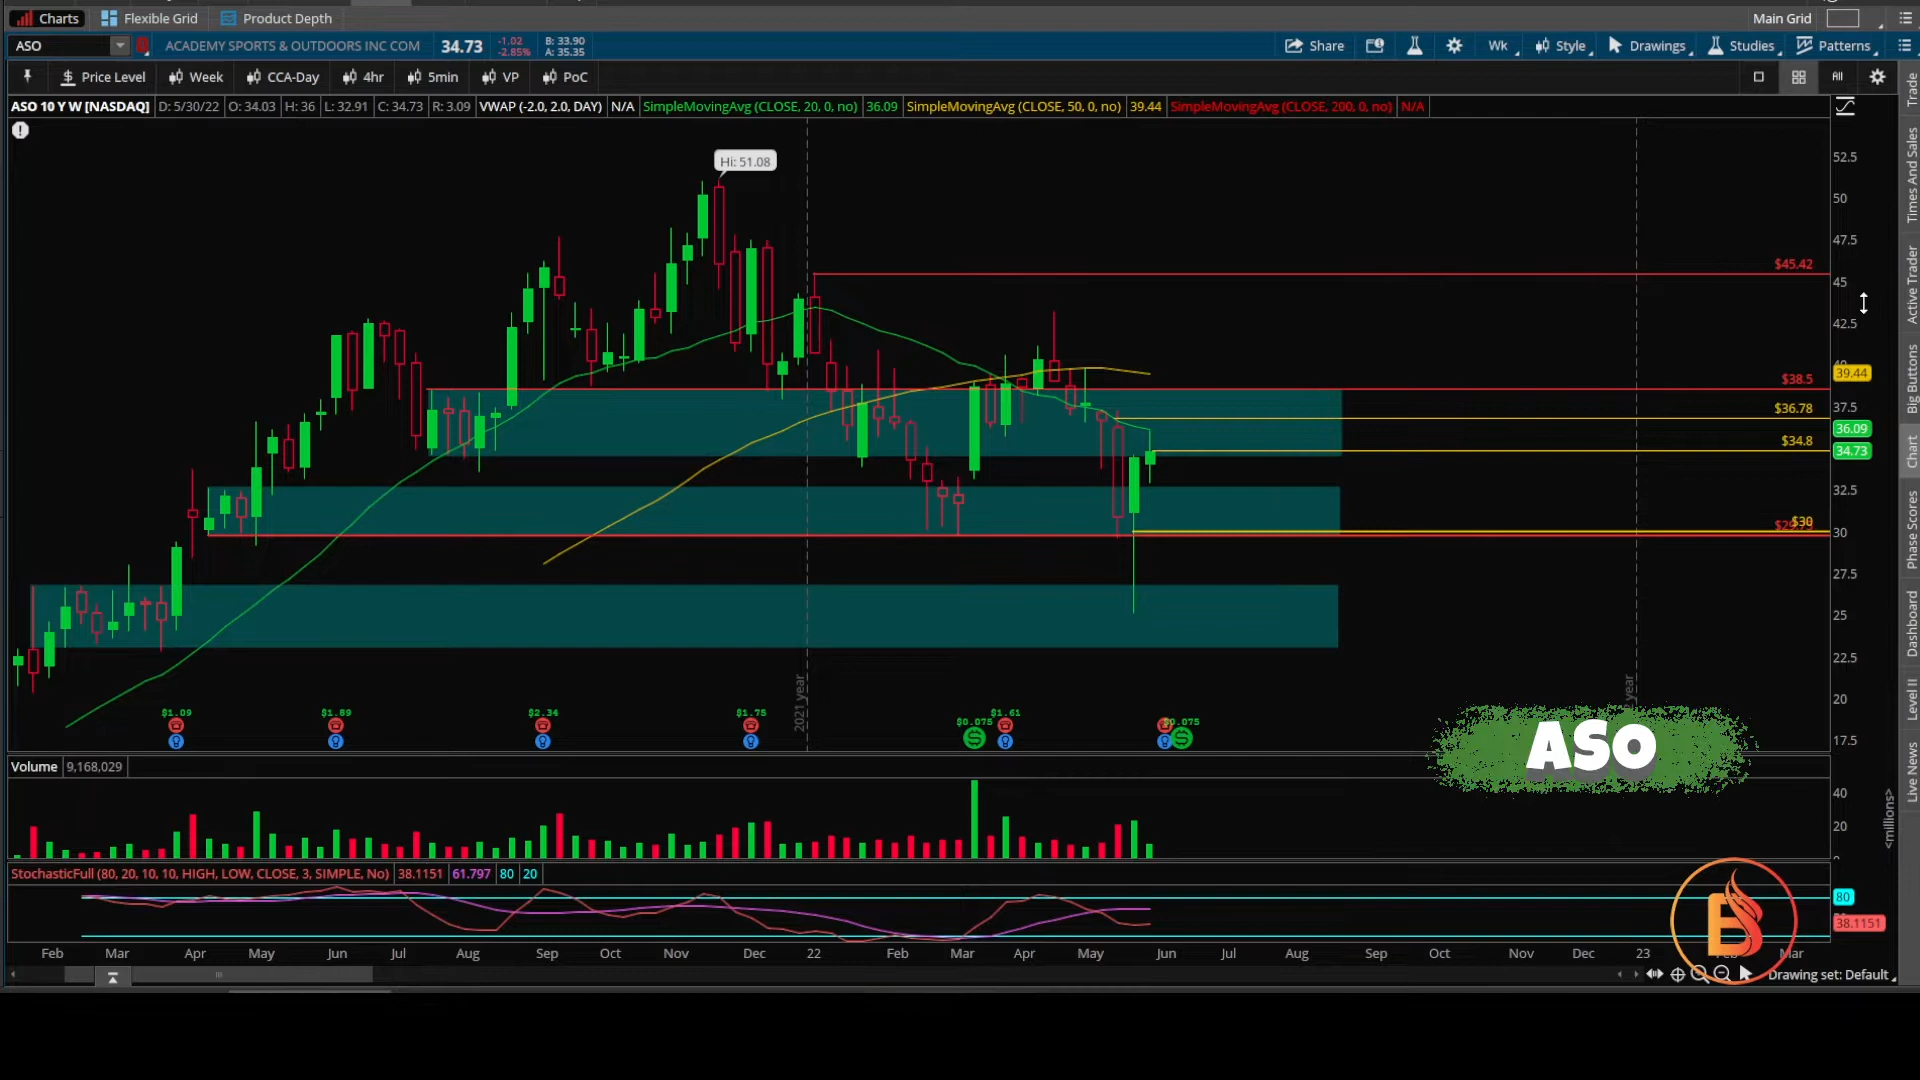 Charts Flexible Grid Product Depth Main Grid
ASO ACADEMY SPORTS & OUTDOORS INC COM 34.73 -1.02 -2.85% B: 33.90 A: 35.35 Share Wk Style Drawings Studies Patterns
Price Level Week CCA-Day 4hr 5min VP PoC All
ASO 10 Y W [NASDAQ] D: 5/30/22 O: 34.03 H: 36 L: 32.91 C: 34.73 R: 3.09 VWAP (-2.0, 2.0, DAY) N/A SimpleMovingAvg (CLOSE, 20, 0, no) 36.09 SimpleMovingAvg (CLOSE, 50, 0, no) 39.44 SimpleMovingAvg (CLOSE, 200, 0, no) N/A
Hi: 51.08
52.5
50
47.5
$45.42
45
42.5
40
39.44
$38.5
37.5
$36.78
36.09
$34.8
34.73
32.5
$30
30
27.5
25
22.5
20
17.5
2021 year
year
$1.09 $1.89 $2.34 $1.75 $0.075 $1.61 $0.075
ASO
Volume 9,168,029
40
20
<millions>
StochasticFull (80, 20, 10, 10, HIGH, LOW, CLOSE, 3, SIMPLE, No) 38.1151 61.797 80 20
80
38.1151
Feb Mar Apr May Jun Jul Aug Sep Oct Nov Dec 22 Feb Mar Apr May Jun Jul Aug Sep Oct Nov Dec 23 Mar
Drawing set: Default
Trade
Times And Sales
Active Trader
Big Buttons
Chart
Phase Scores
Dashboard
Level II
Live News